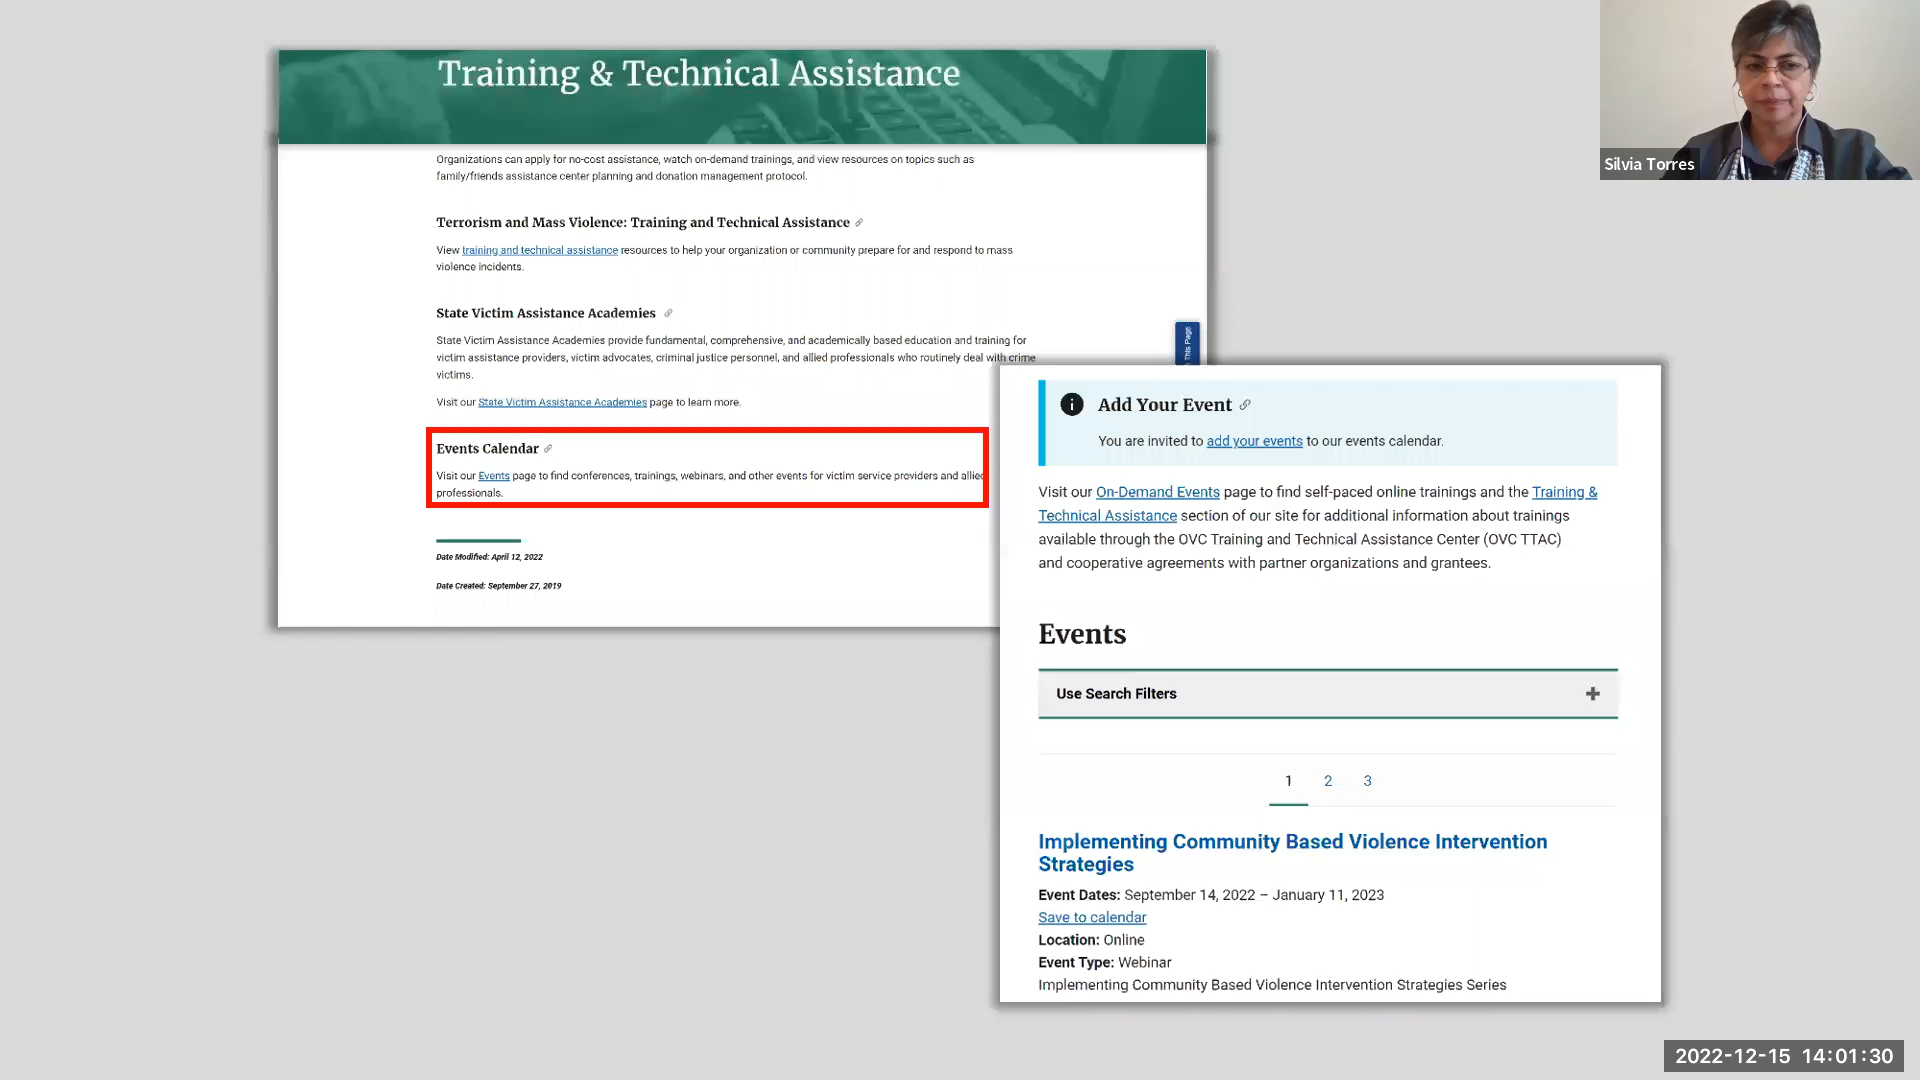 Training & Technical Assistance
Organizations can apply for no-cost assistance, watch on-demand trainings, and view resources on topics such as
family/friends assistance center planning and donation management protocol.
Terrorism and Mass Violence: Training and Technical Assistance
View training and technical assistance resources to help your organization or community prepare for and respond to mass
violence incidents.
State Victim Assistance Academies
State Victim Assistance Academies provide fundamental, comprehensive, and academically based education and training for
victim assistance providers, victim advocates, criminal justice personnel, and allied professionals who routinely deal with crime
victims.
Visit our State Victim Assistance Academies page to learn more.
Events Calendar
Visit our Events page to find conferences, trainings, webinars, and other events for victim service providers and allied
professionals.
Date Modified: April 12, 2022
Date Created: September 27, 2019
This Page
Add Your Event
You are invited to add your events to our events calendar.
Visit our On-Demand Events page to find self-paced online trainings and the Training &
Technical Assistance section of our site for additional information about trainings
available through the OVC Training and Technical Assistance Center (OVC TTAC)
and cooperative agreements with partner organizations and grantees.
Events
Use Search Filters
1 2 3
Implementing Community Based Violence Intervention
Strategies
Event Dates: September 14, 2022 – January 11, 2023
Save to calendar
Location: Online
Event Type: Webinar
Implementing Community Based Violence Intervention Strategies Series
Silvia Torres
2022-12-15 14:01:30